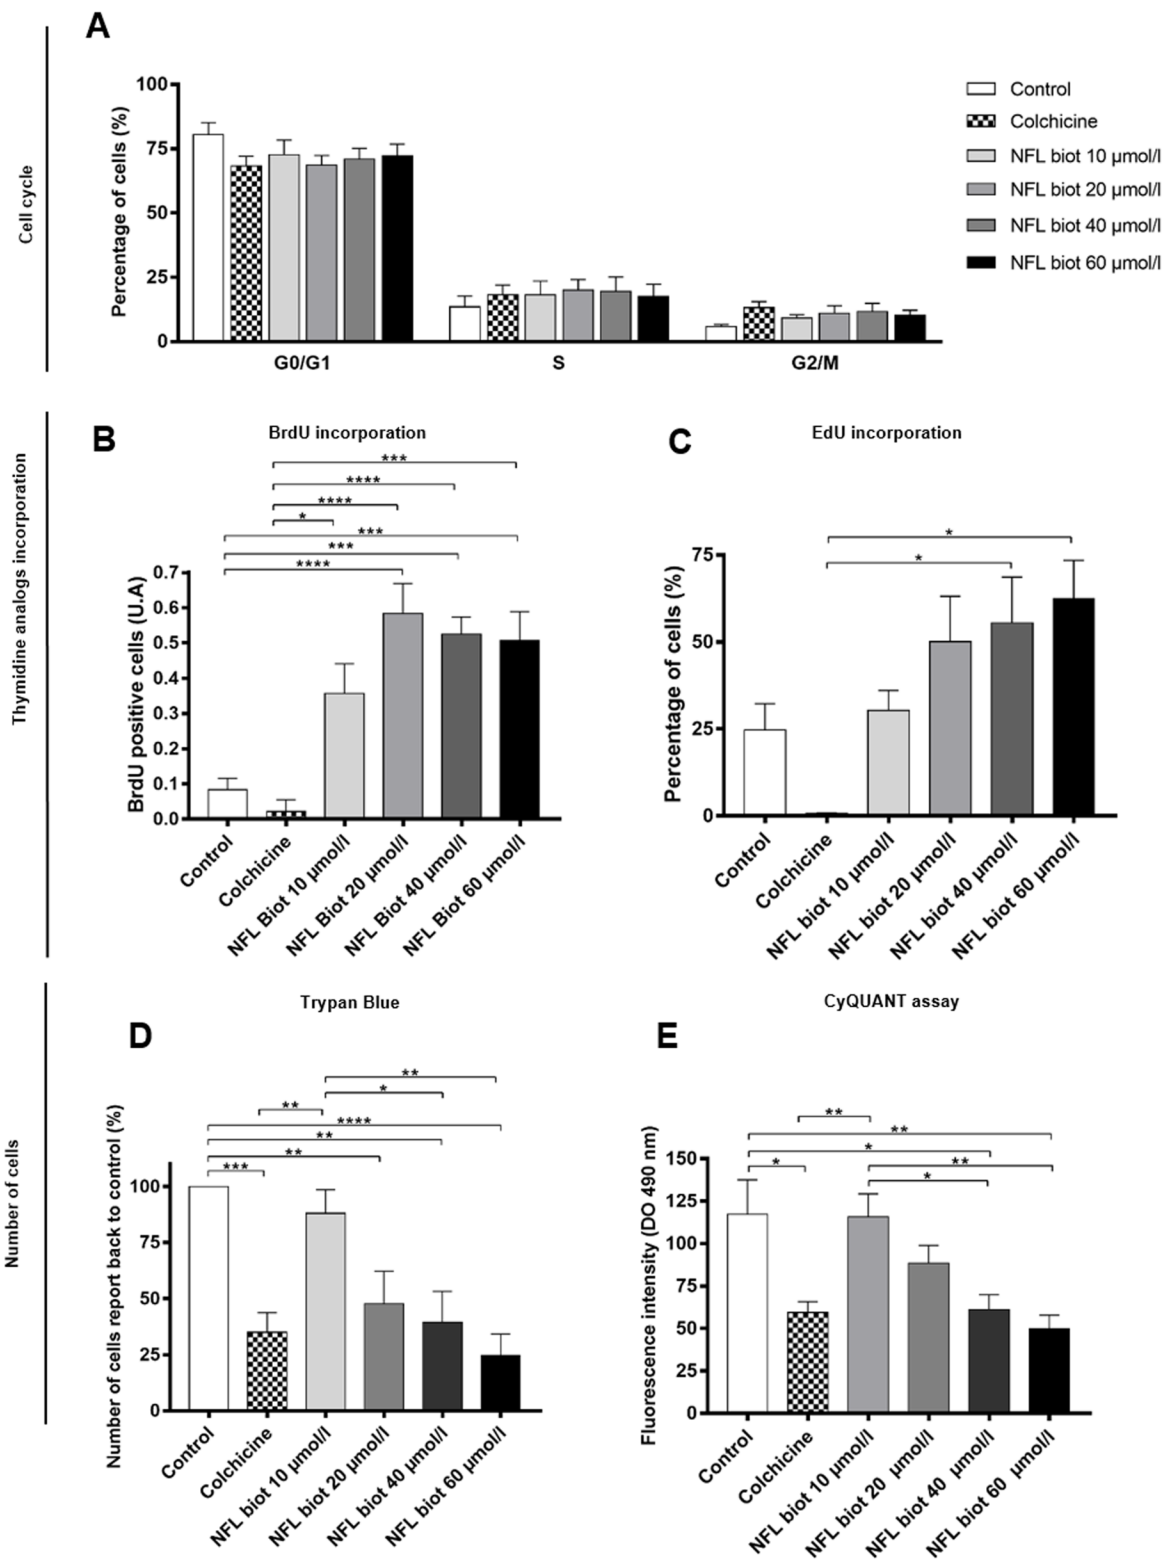 A
Cell cycle
Percentage of cells (%)
100
75
50
25
0
G0/G1
S
G2/M
Control
Colchicine
NFL biot 10 µmol/l
NFL biot 20 µmol/l
NFL biot 40 µmol/l
NFL biot 60 µmol/l
Thymidine analogs incorporation
B
BrdU incorporation
***
****
****
*
***
***
****
BrdU positive cells (U.A)
0.7
0.6
0.5
0.4
0.3
0.2
0.1
0.0
Control
Colchicine
NFL Biot 10 µmol/l
NFL Biot 20 µmol/l
NFL Biot 40 µmol/l
NFL Biot 60 µmol/l
C
EdU incorporation
*
*
Percentage of cells (%)
75
50
25
0
Control
Colchicine
NFL biot 10 µmol/l
NFL biot 20 µmol/l
NFL biot 40 µmol/l
NFL biot 60 µmol/l
Number of cells
Trypan Blue
D
**
*
**
****
**
**
***
Number of cells report back to control (%)
100
75
50
25
0
Control
Colchicine
NFL biot 10 µmol/l
NFL biot 20 µmol/l
NFL biot 40 µmol/l
NFL biot 60 µmol/l
CyQUANT assay
E
**
**
*
**
*
*
Fluorescence intensity (DO 490 nm)
150
125
100
75
50
25
0
Control
Colchicine
NFL biot 10 µmol/l
NFL biot 20 µmol/l
NFL biot 40 µmol/l
NFL biot 60 µmol/l